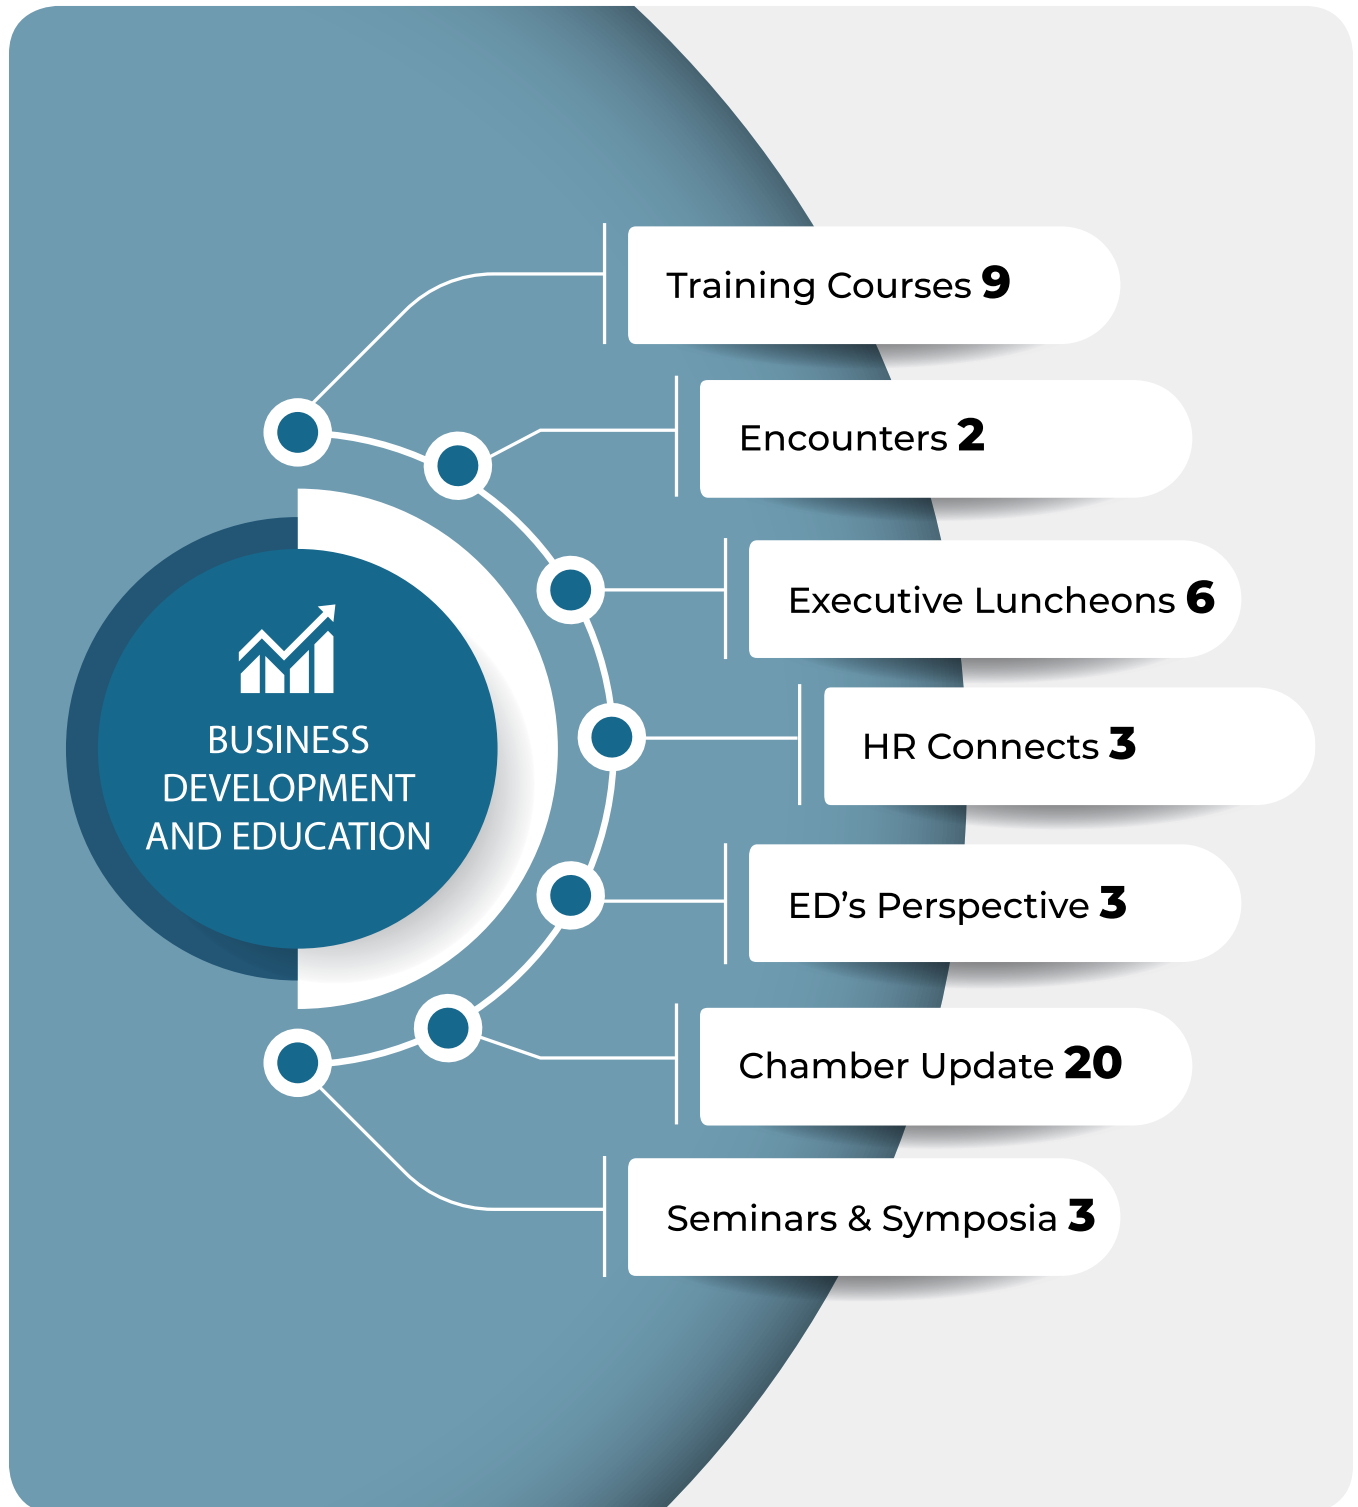 Training Courses 9
Encounters 2
Executive Luncheons 6
HR Connects 3
BUSINESS
DEVELOPMENT
AND EDUCATION
ED’s Perspective 3
Chamber Update 20
Seminars & Symposia 3